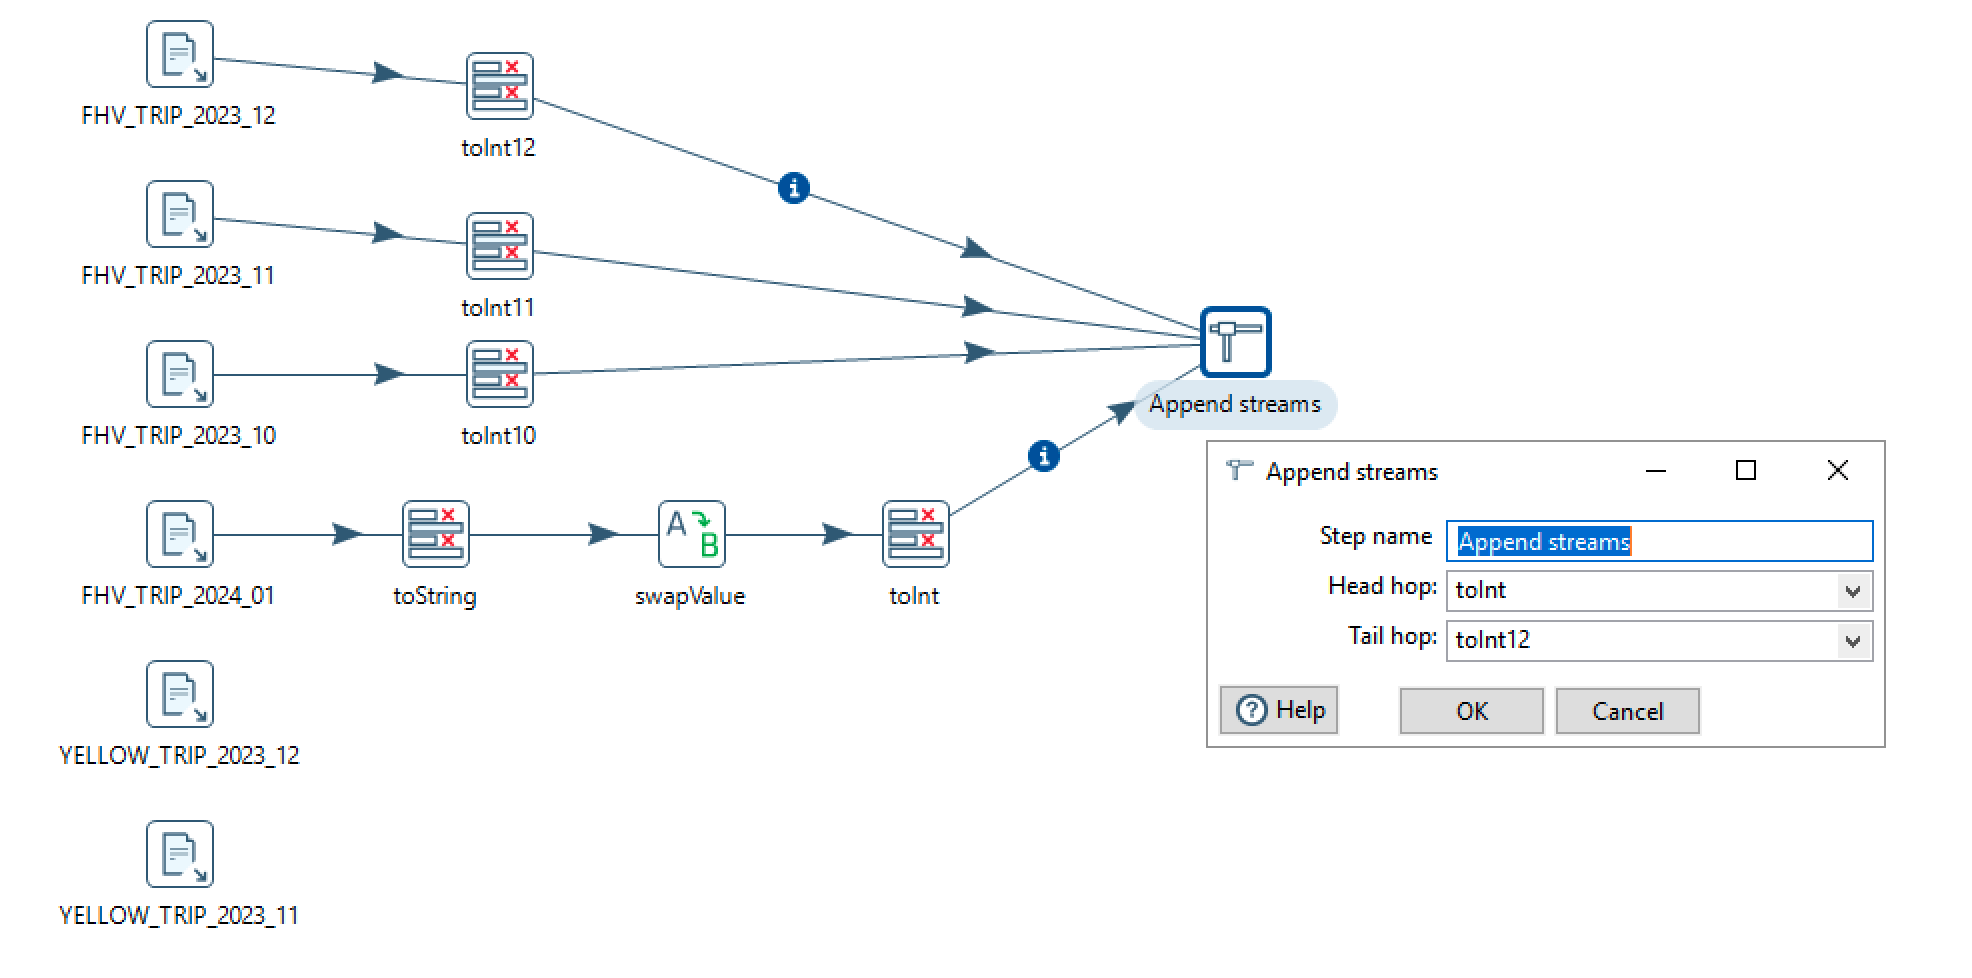 FHV_TRIP_2023_12
toInt12
FHV_TRIP_2023_11
toInt11
FHV_TRIP_2023_10
toInt10
Append streams
FHV_TRIP_2024_01
toString
swapValue
toInt
YELLOW_TRIP_2023_12
YELLOW_TRIP_2023_11
Append streams
Step name Append streams
Head hop: toInt
Tail hop: toInt12
Help OK Cancel